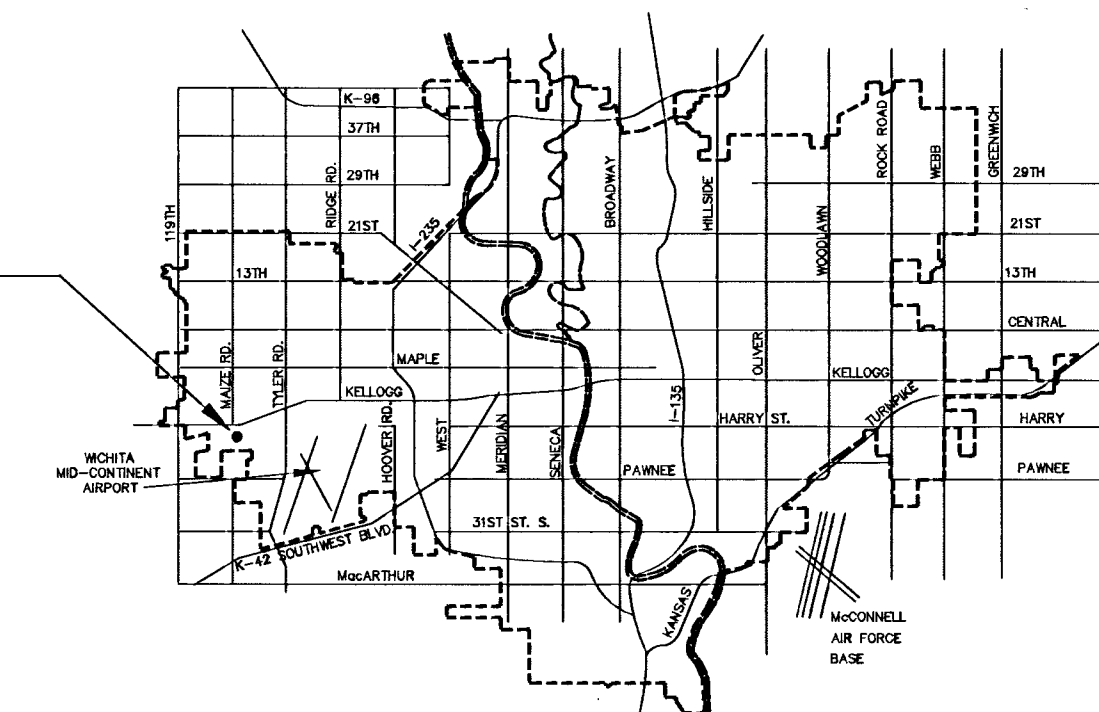 K-96
37TH
ROCK ROAD
GREENWICH
WEBB
RIDGE RD.
29TH
BROADWAY
HILLSIDE
29TH
119TH
21ST
I-235
WOODLAWN
21ST
13TH
13TH
CENTRAL
MAIZE RD.
TYLER RD.
MAPLE
OLIVER
KELLOGG
KELLOGG
I-135
TURNPIKE
HOOVER RD.
WEST
MERIDIAN
SENECA
HARRY ST.
HARRY
WICHITA
MID-CONTINENT
AIRPORT
PAWNEE
PAWNEE
31ST ST. S.
K-42 SOUTHWEST BLVD.
MacARTHUR
KANSAS
McCONNELL
AIR FORCE
BASE